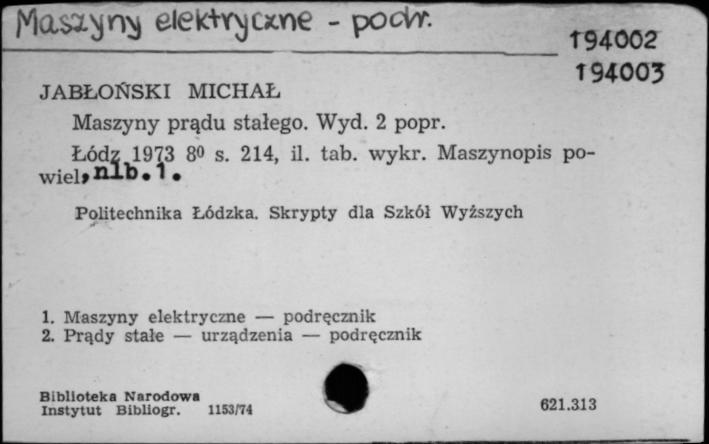 Maszyny elektryczne - podr.
194002
194003
JABŁOŃSKI MICHAŁ
Maszyny prądu stałego. Wyd. 2 popr.
Łódź 1973 8⁰ s. 214, il. tab. wykr. Maszynopis po-
wiel, nlb. 1.
Politechnika Łódzka. Skrypty dla Szkół Wyższych
1. Maszyny elektryczne — podręcznik
2. Prądy stałe — urządzenia — podręcznik
Biblioteka Narodowa
Instytut Bibliogr. 1153/74
621.313